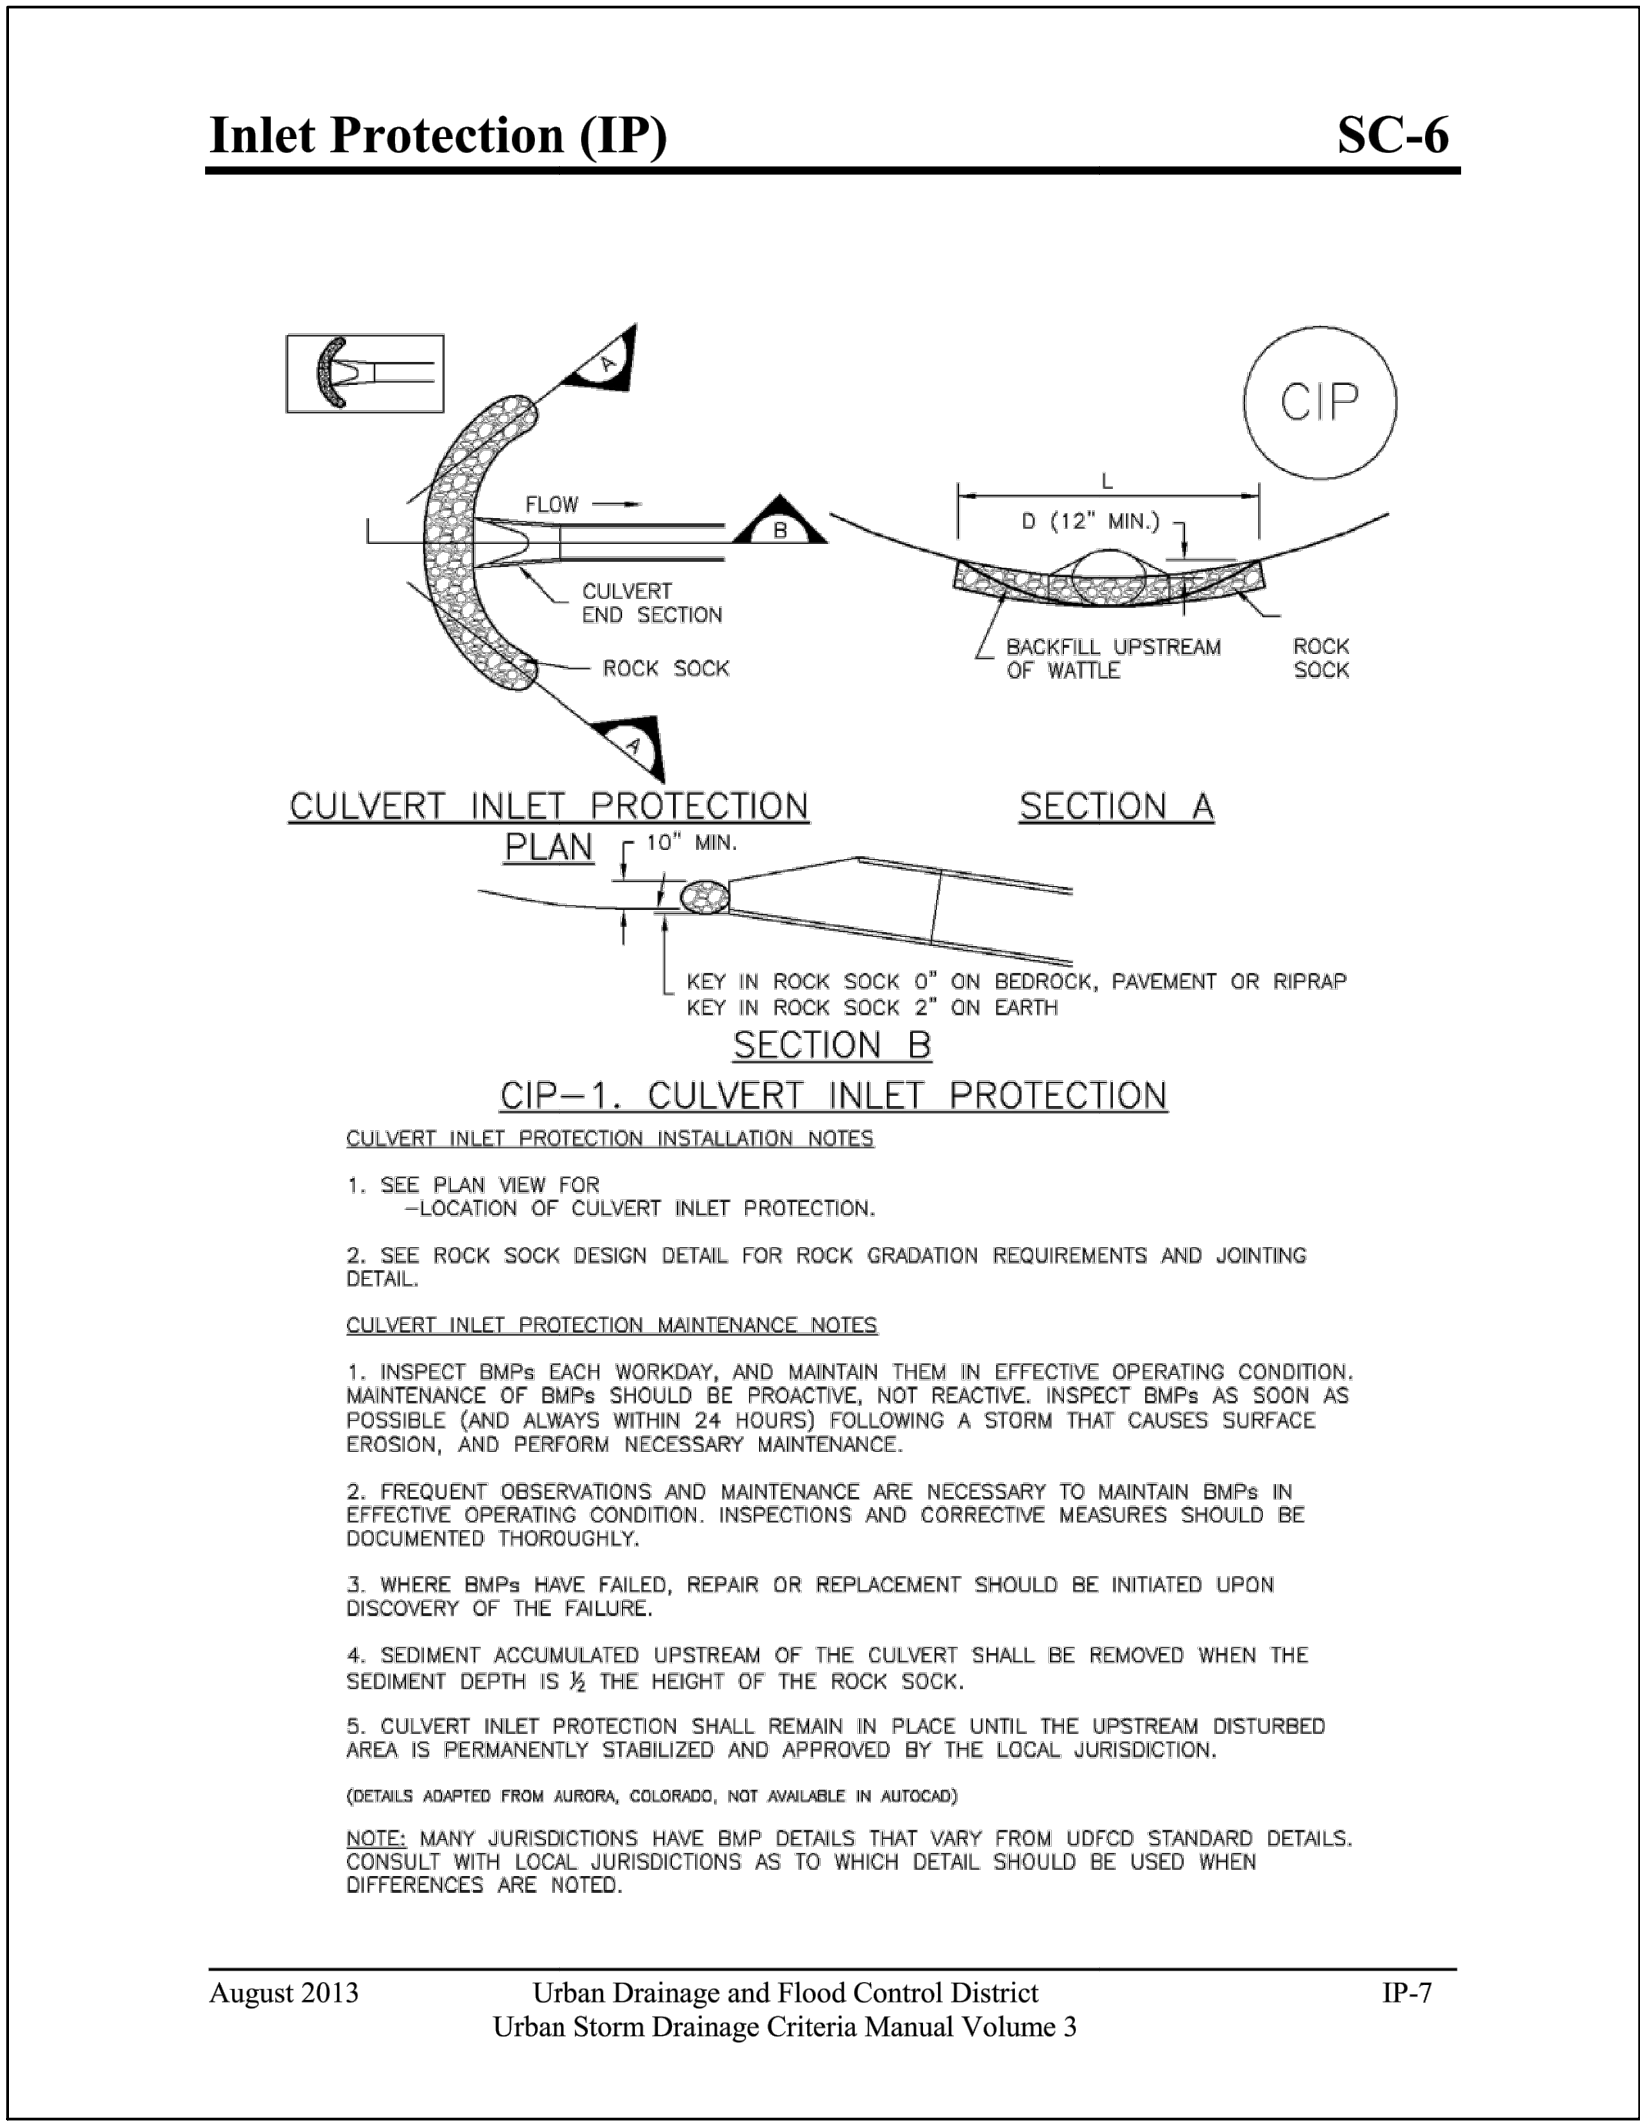 Inlet Protection (IP) SC-6
CIP
A
FLOW
B
CULVERT
END SECTION
ROCK SOCK
A
L
D (12" MIN.)
BACKFILL UPSTREAM
OF WATTLE
ROCK
SOCK
CULVERT INLET PROTECTION
PLAN
SECTION A
10" MIN.
KEY IN ROCK SOCK 0" ON BEDROCK, PAVEMENT OR RIPRAP
KEY IN ROCK SOCK 2" ON EARTH
SECTION B
CIP-1. CULVERT INLET PROTECTION
CULVERT INLET PROTECTION INSTALLATION NOTES
1. SEE PLAN VIEW FOR
-LOCATION OF CULVERT INLET PROTECTION.
2. SEE ROCK SOCK DESIGN DETAIL FOR ROCK GRADATION REQUIREMENTS AND JOINTING
DETAIL.
CULVERT INLET PROTECTION MAINTENANCE NOTES
1. INSPECT BMPs EACH WORKDAY, AND MAINTAIN THEM IN EFFECTIVE OPERATING CONDITION.
MAINTENANCE OF BMPs SHOULD BE PROACTIVE, NOT REACTIVE. INSPECT BMPs AS SOON AS
POSSIBLE (AND ALWAYS WITHIN 24 HOURS) FOLLOWING A STORM THAT CAUSES SURFACE
EROSION, AND PERFORM NECESSARY MAINTENANCE.
2. FREQUENT OBSERVATIONS AND MAINTENANCE ARE NECESSARY TO MAINTAIN BMPs IN
EFFECTIVE OPERATING CONDITION. INSPECTIONS AND CORRECTIVE MEASURES SHOULD BE
DOCUMENTED THOROUGHLY.
3. WHERE BMPs HAVE FAILED, REPAIR OR REPLACEMENT SHOULD BE INITIATED UPON
DISCOVERY OF THE FAILURE.
4. SEDIMENT ACCUMULATED UPSTREAM OF THE CULVERT SHALL BE REMOVED WHEN THE
SEDIMENT DEPTH IS ½ THE HEIGHT OF THE ROCK SOCK.
5. CULVERT INLET PROTECTION SHALL REMAIN IN PLACE UNTIL THE UPSTREAM DISTURBED
AREA IS PERMANENTLY STABILIZED AND APPROVED BY THE LOCAL JURISDICTION.
(DETAILS ADAPTED FROM AURORA, COLORADO, NOT AVAILABLE IN AUTOCAD)
NOTE: MANY JURISDICTIONS HAVE BMP DETAILS THAT VARY FROM UDFCD STANDARD DETAILS.
CONSULT WITH LOCAL JURISDICTIONS AS TO WHICH DETAIL SHOULD BE USED WHEN
DIFFERENCES ARE NOTED.
August 2013 Urban Drainage and Flood Control District IP-7
Urban Storm Drainage Criteria Manual Volume 3